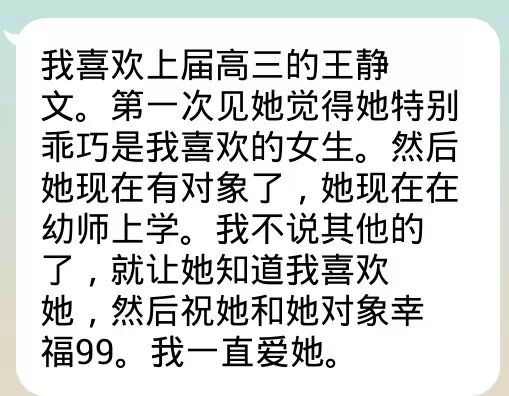 我喜欢上届高三的王静
文。第一次见她觉得她特别
乖巧是我喜欢的女生。然后
她现在有对象了，她现在在
幼师上学。我不说其他的
了，就让她知道我喜欢
她，然后祝她和她对象幸
福99。我一直爱她。